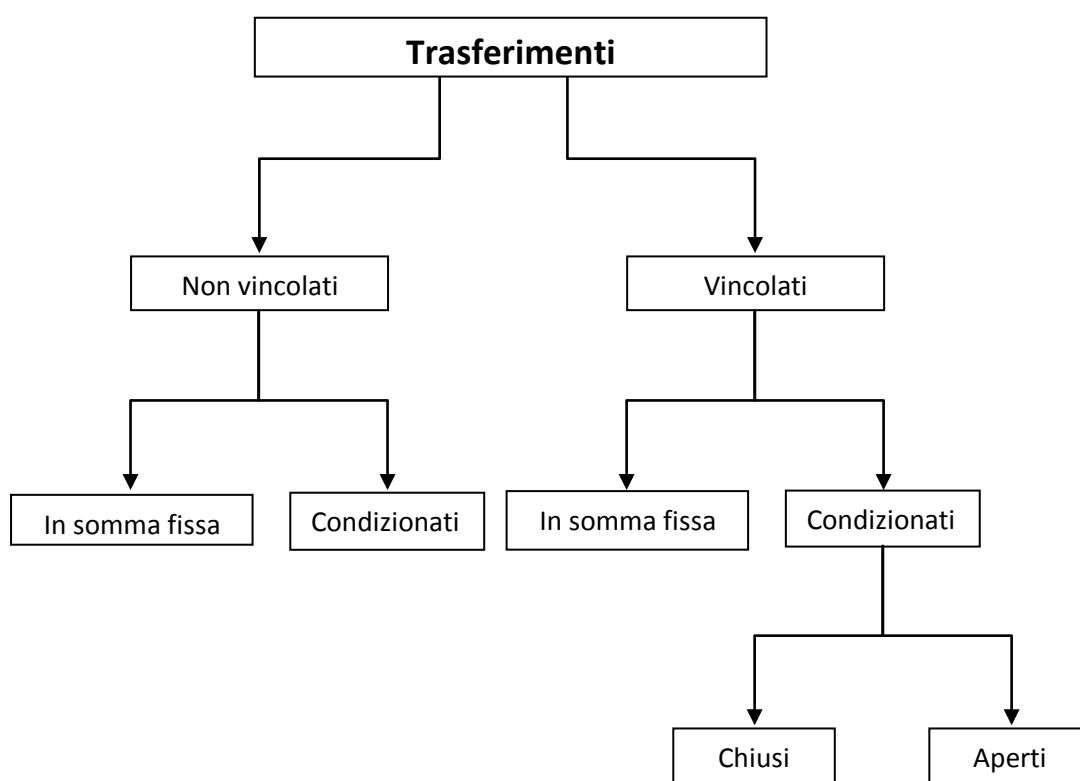 Trasferimenti
Non vincolati
Vincolati
In somma fissa
Condizionati
In somma fissa
Condizionati
Chiusi
Aperti